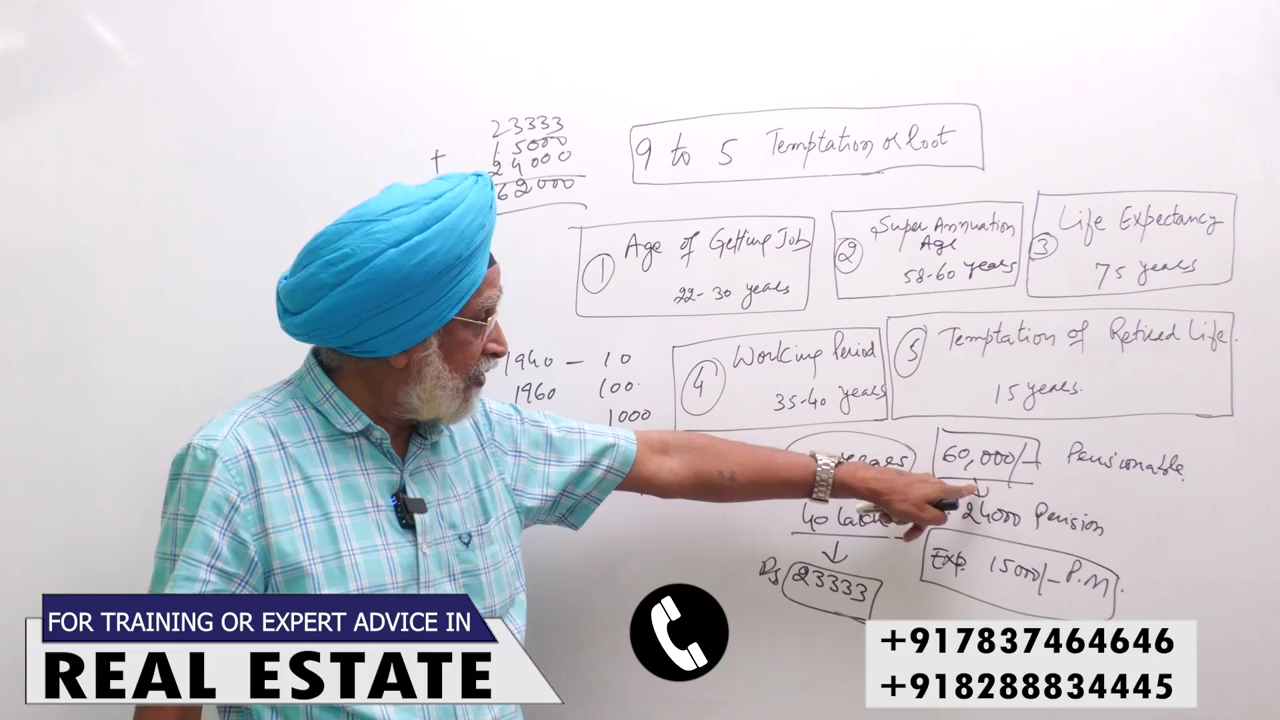 23333
15000
+ 24000
62000
9 to 5 Temptation or loot
1 Age of Getting Job
22-30 years
2 Super Annuation
Age
58-60 years
3 Life Expectancy
75 years
1940 - 10
1960 100
1000
4 Working Period
35-40 years
5 Temptation of Retired Life.
15 years.
60,000/- Pensionable
24000 Pension
40
23333
Exp 15000/- P.M.
FOR TRAINING OR EXPERT ADVICE IN
REAL ESTATE
+917837464646
+918288834445